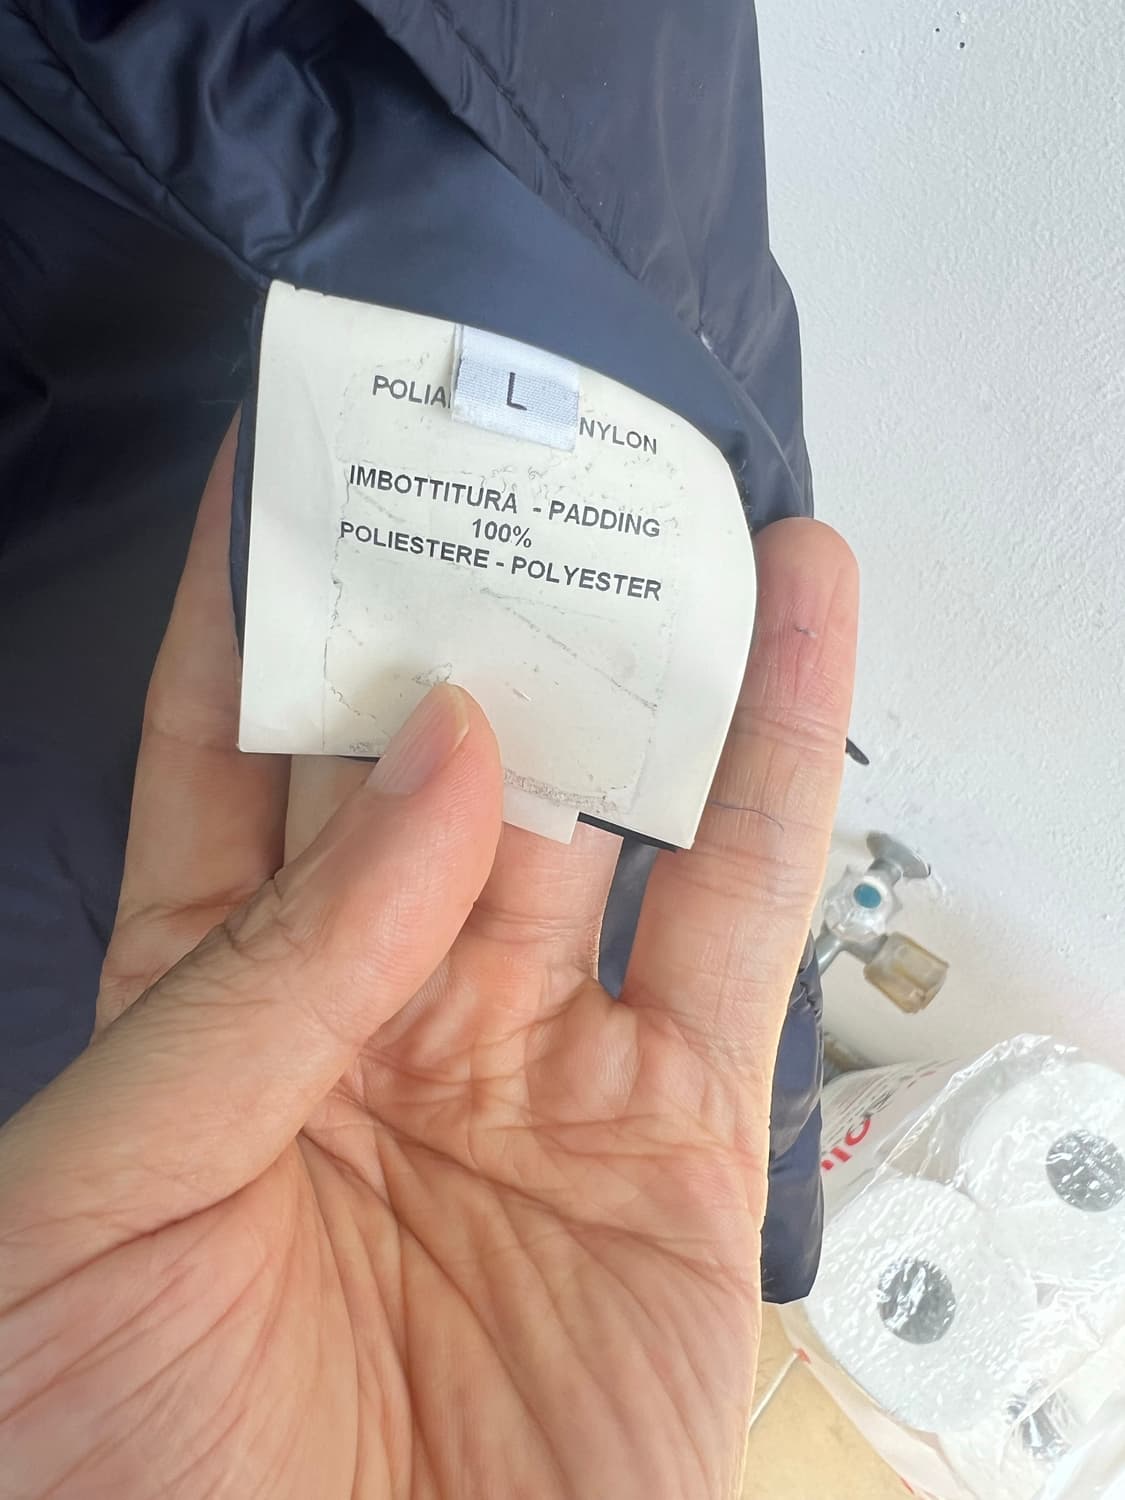 L
POLIA NYLON
IMBOTTITURA - PADDING
100%
POLIESTERE - POLYESTER